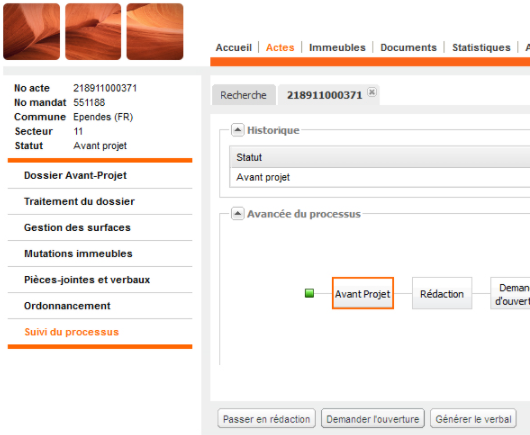 Accueil | Actes | Immeubles | Documents | Statistiques |
No acte 218911000371
No mandat 551188
Commune Ependes (FR)
Secteur 11
Statut Avant projet
Dossier Avant-Projet
Traitement du dossier
Gestion des surfaces
Mutations immeubles
Pièces-jointes et verbaux
Ordonnancement
Suivi du processus
Recherche 218911000371
Historique
Statut
Avant projet
Avancée du processus
Avant Projet
Rédaction
Deman
d'ouvert
Passer en rédaction Demander l'ouverture Générer le verbal